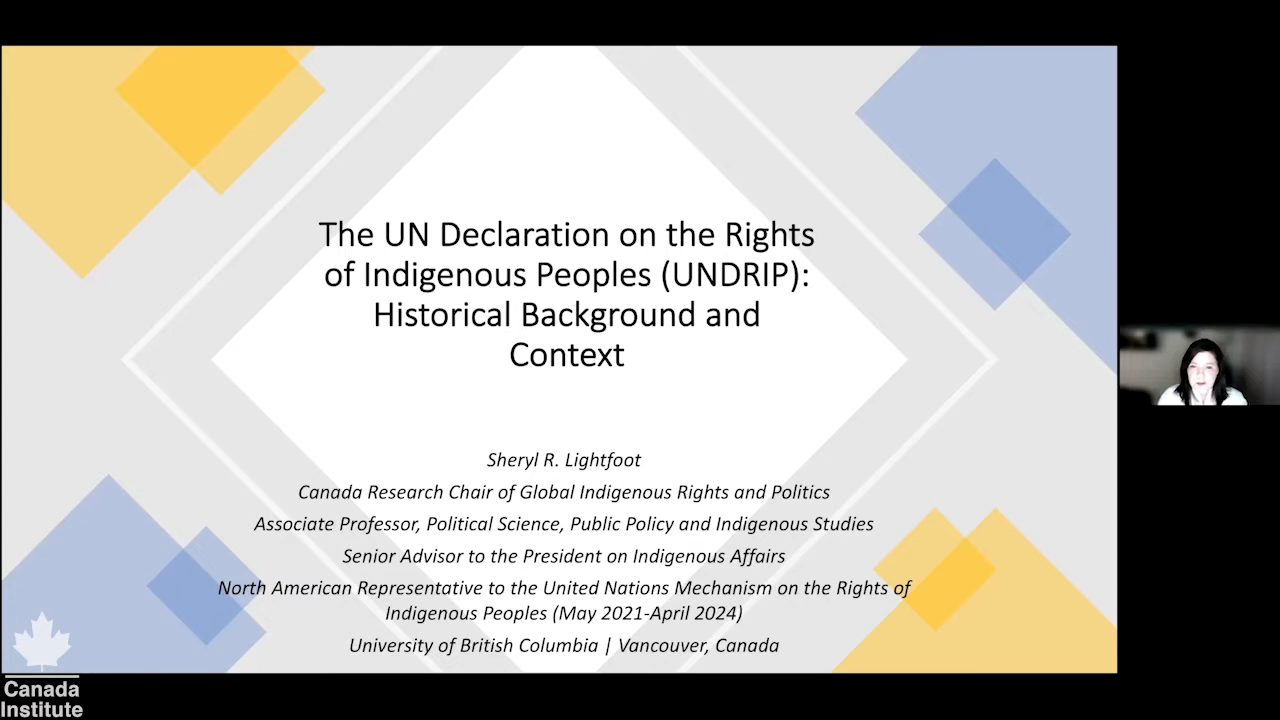 The UN Declaration on the Rights
of Indigenous Peoples (UNDRIP):
Historical Background and
Context
Sheryl R. Lightfoot
Canada Research Chair of Global Indigenous Rights and Politics
Associate Professor, Political Science, Public Policy and Indigenous Studies
Senior Advisor to the President on Indigenous Affairs
North American Representative to the United Nations Mechanism on the Rights of
Indigenous Peoples (May 2021-April 2024)
University of British Columbia | Vancouver, Canada
Canada
Institute